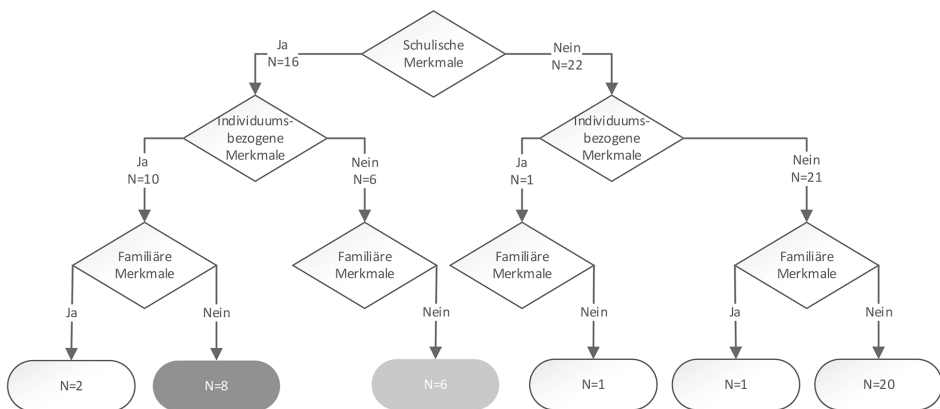 Schulische
Merkmale
Ja
N=16
Nein
N=22
Individuums-
bezogene
Merkmale
Individuums-
bezogene
Merkmale
Ja
N=10
Nein
N=6
Ja
N=1
Nein
N=21
Familiäre
Merkmale
Familiäre
Merkmale
Familiäre
Merkmale
Familiäre
Merkmale
Ja
Nein
Nein
Nein
Ja
Nein
N=2
N=8
N=6
N=1
N=1
N=20